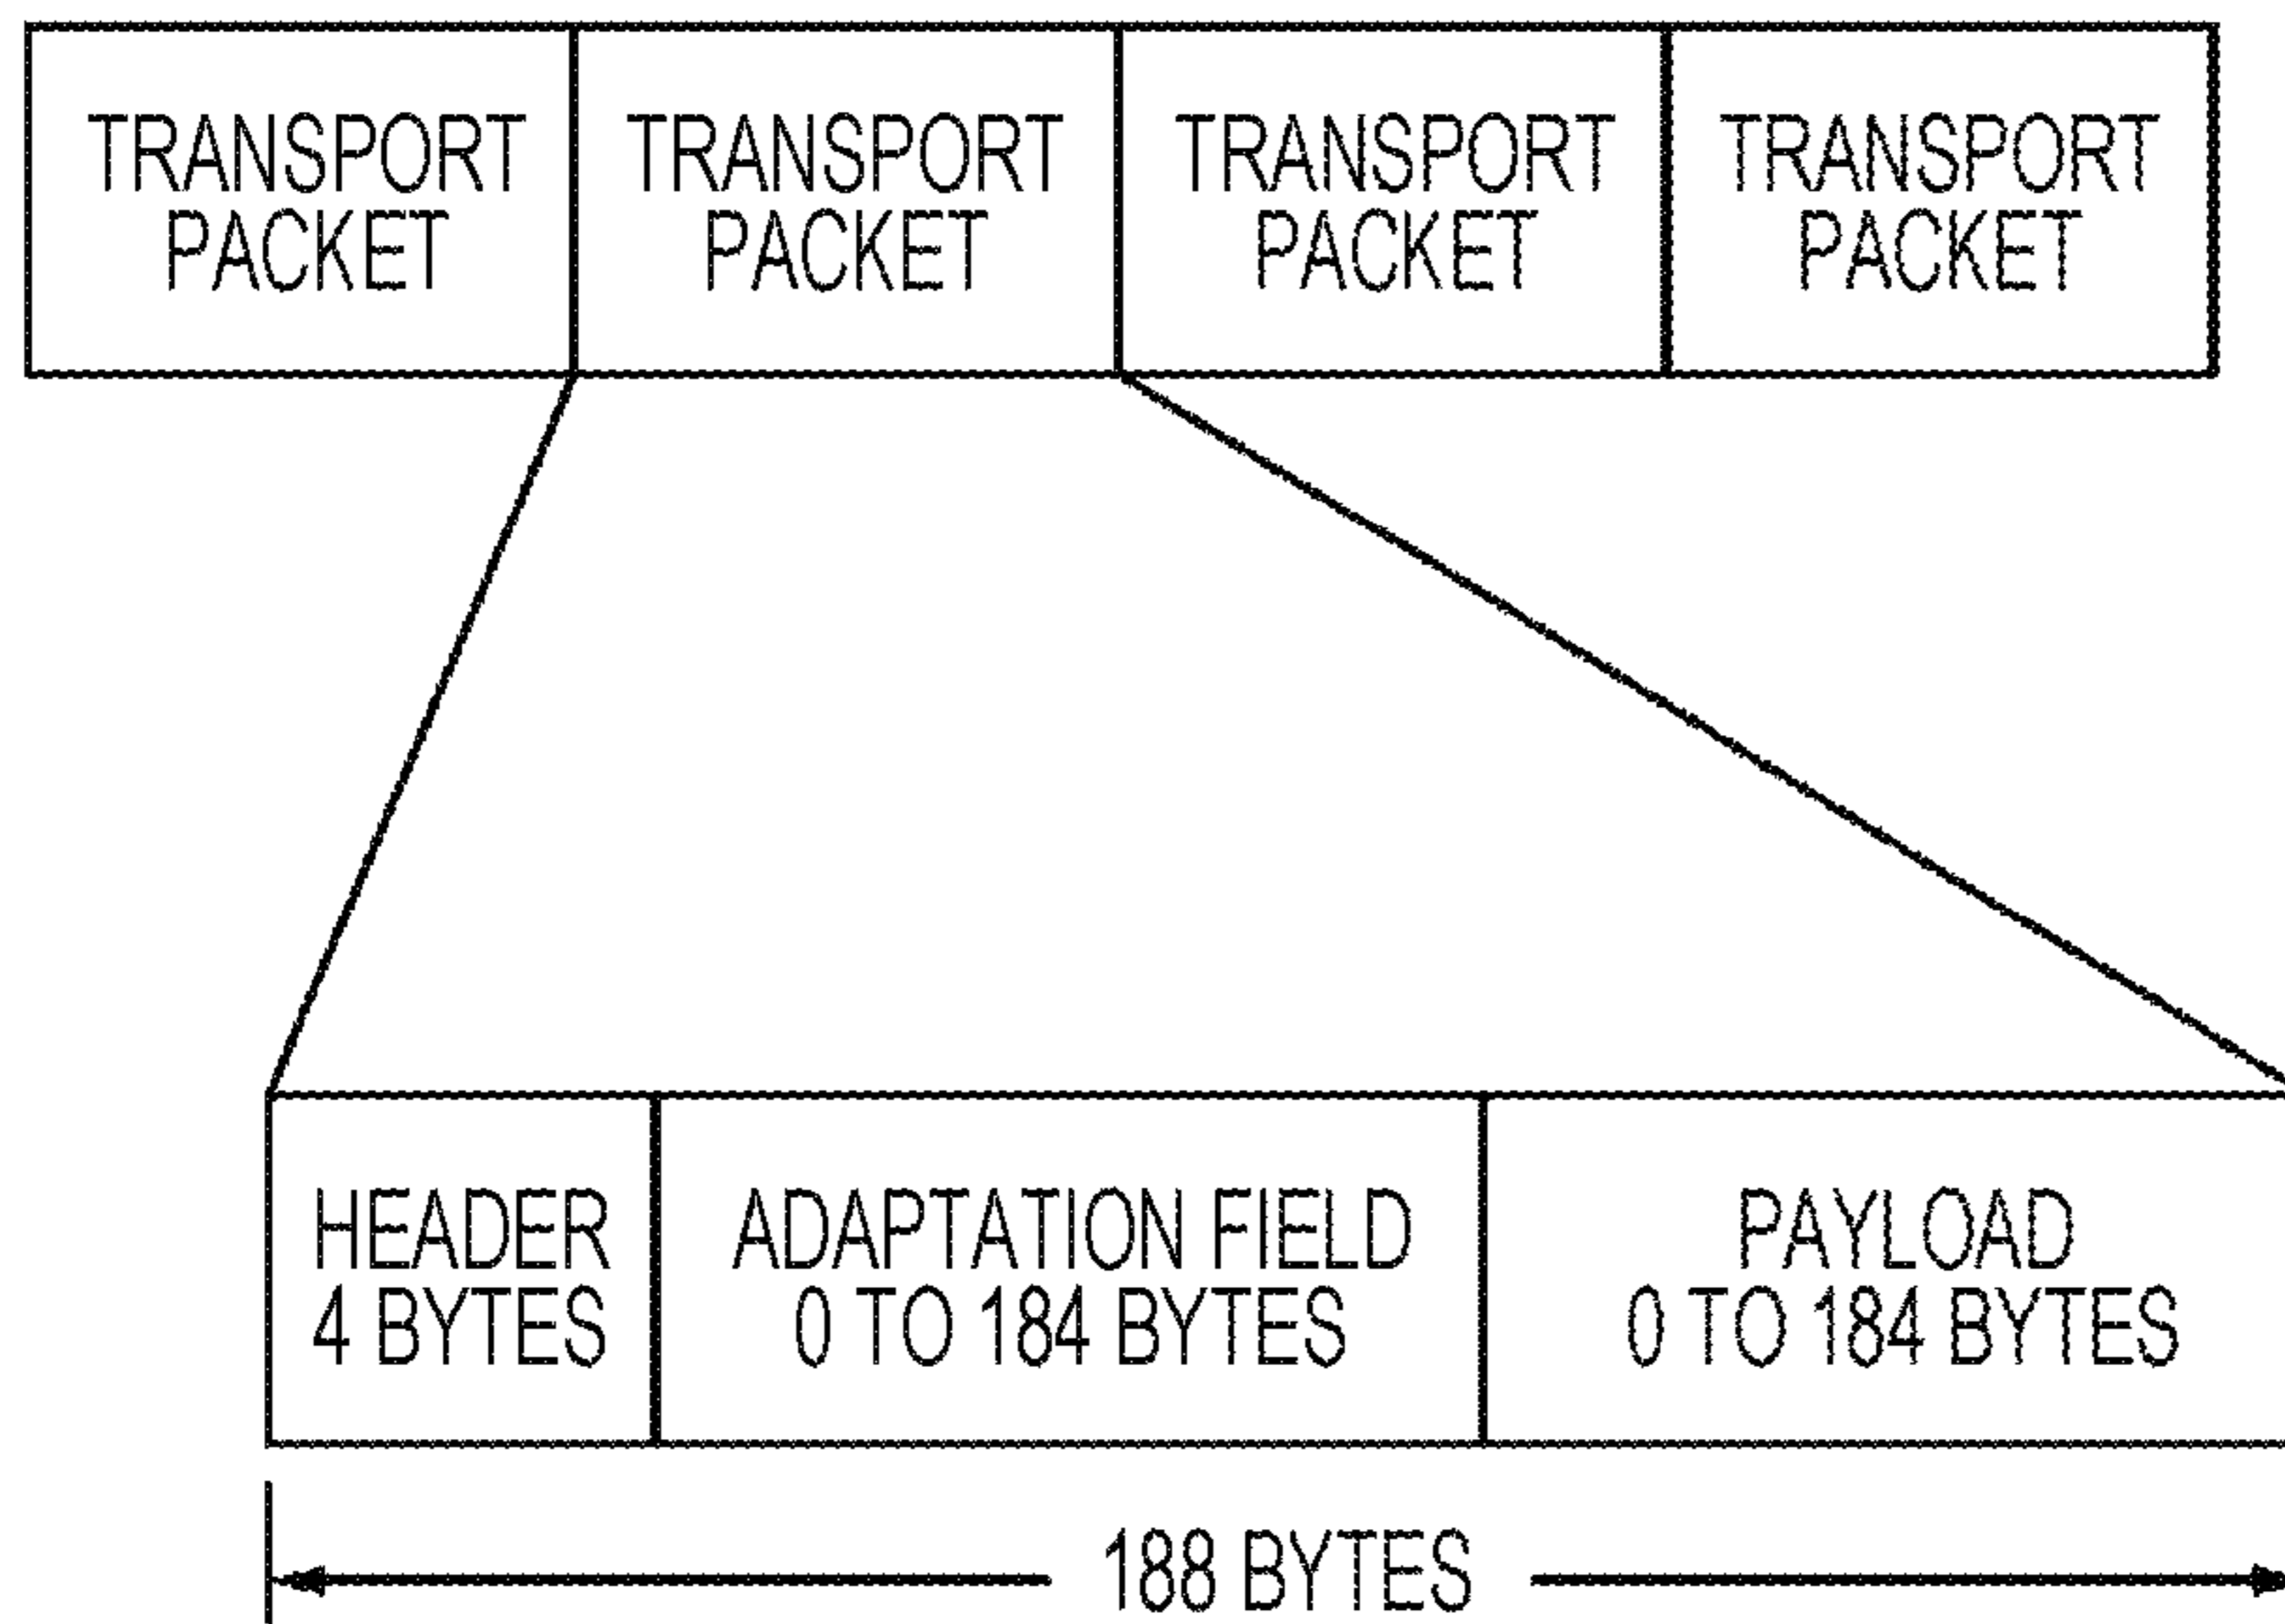 TRANSPORT
PACKET
TRANSPORT
PACKET
TRANSPORT
PACKET
TRANSPORT
PACKET
HEADER
4 BYTES
ADAPTATION FIELD
0 TO 184 BYTES
PAYLOAD
0 TO 184 BYTES
188 BYTES